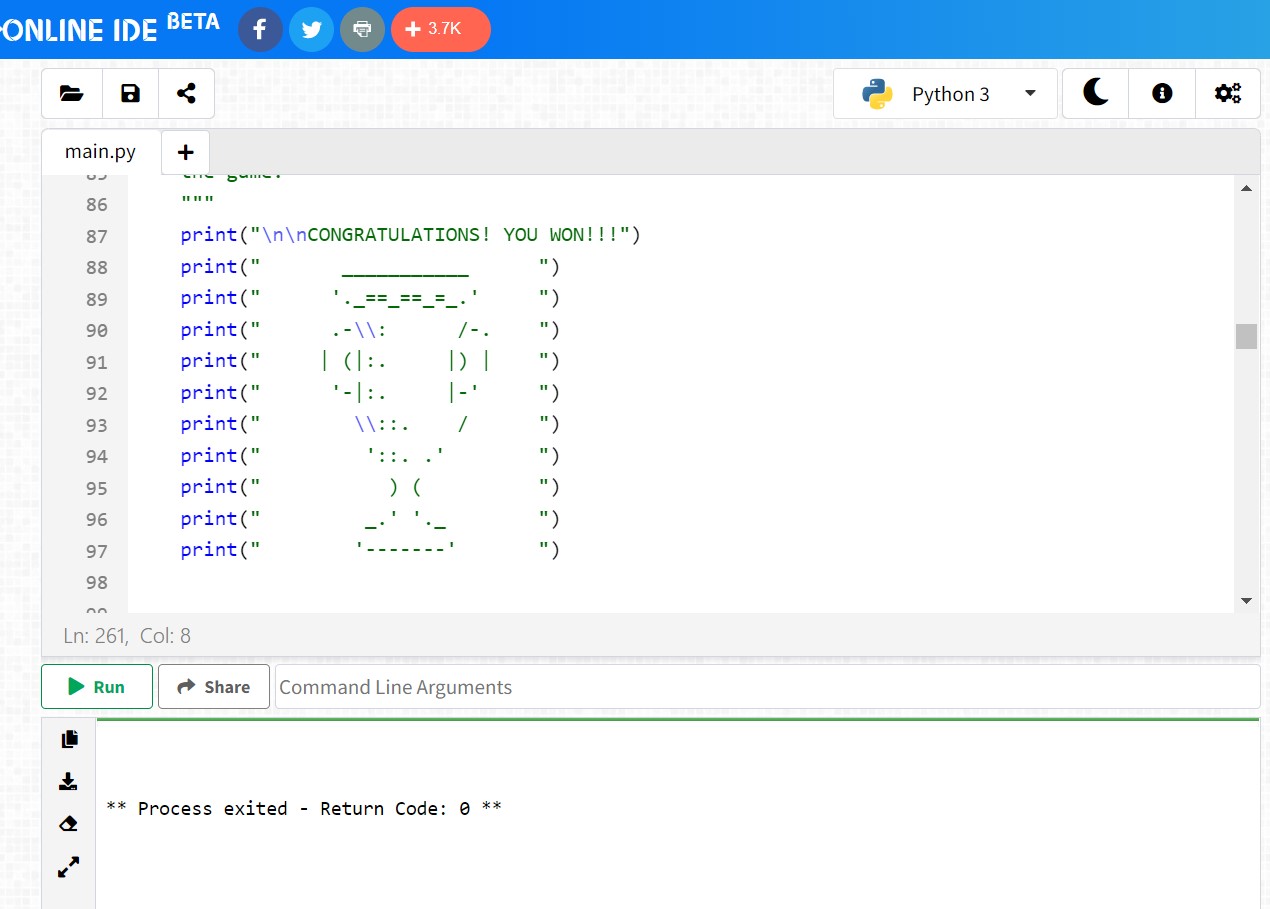 ONLINE IDE BETA
3.7K
Python 3
main.py
85 the game.
86 """
87 print("\n\nCONGRATULATIONS! YOU WON!!!")
88 print("       ___________      ")
89 print("      '._==_==_=_.'     ")
90 print("      .-\\:      /-.    ")
91 print("     | (|:.     |) |    ")
92 print("      '-|:.     |-'     ")
93 print("        \\::.    /      ")
94 print("         '::. .'        ")
95 print("           ) (          ")
96 print("         _.' '._        ")
97 print("        '-------'       ")
98
99
Ln: 261,  Col: 8
Run Share Command Line Arguments
** Process exited - Return Code: 0 **